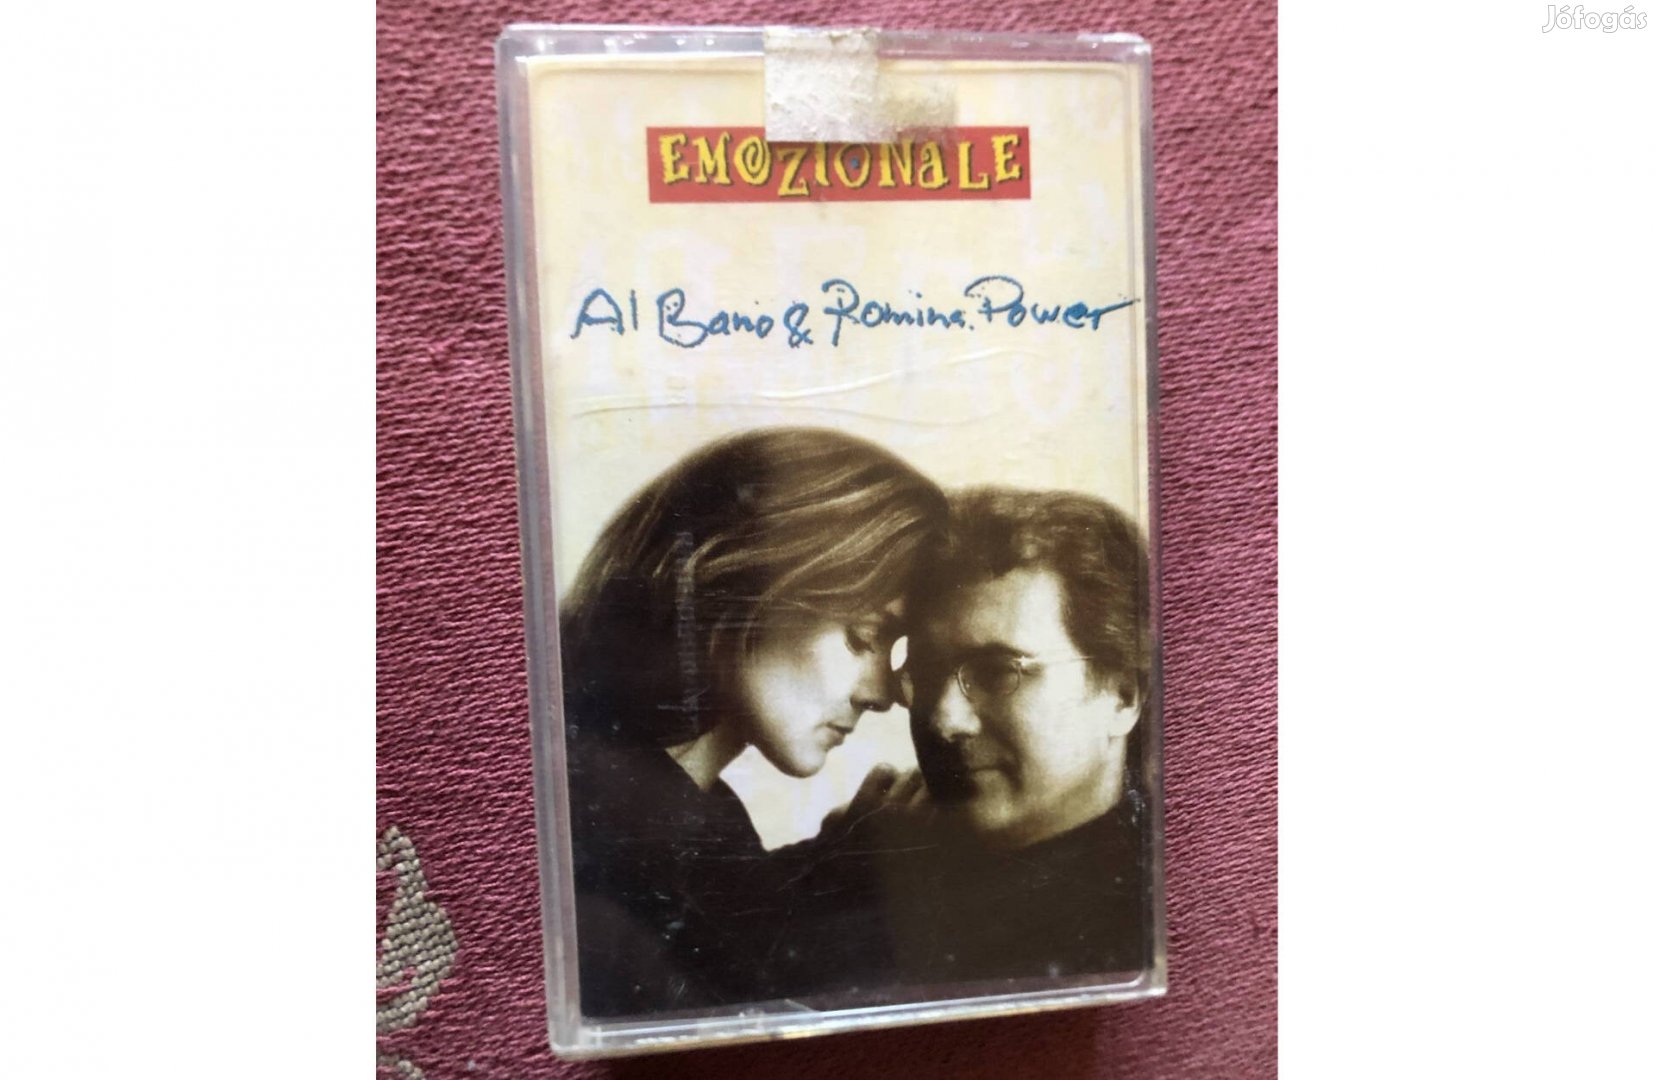 Jófogás
EMOZIONALE
Al Bano & Romina Power